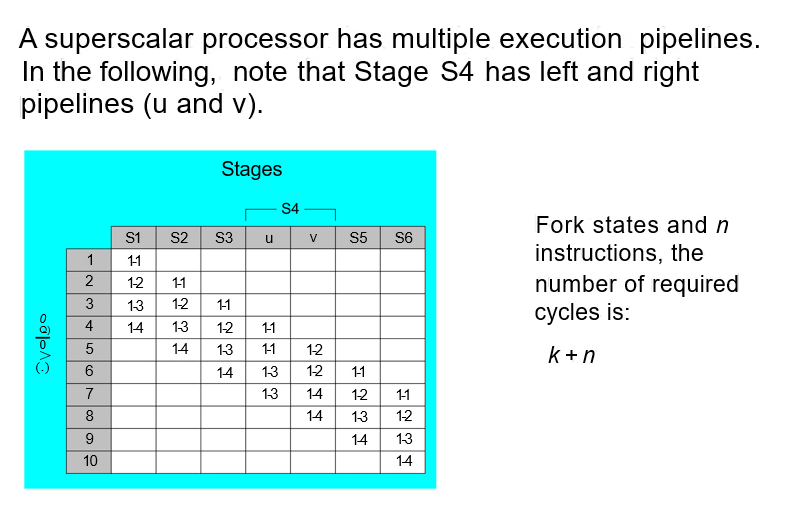 A superscalar processor has multiple execution pipelines.
In the following, note that Stage S4 has left and right
pipelines (u and v).
Stages
S4
S1 S2 S3 u v S5 S6
1 1-1
2 1-2 1-1
3 1-3 1-2 1-1
4 1-4 1-3 1-2 1-1
5 1-4 1-3 1-1 1-2
6 1-4 1-3 1-2 1-1
7 1-3 1-4 1-2 1-1
8 1-4 1-3 1-2
9 1-4 1-3
10 1-4
Fork states and n
instructions, the
number of required
cycles is:
k + n